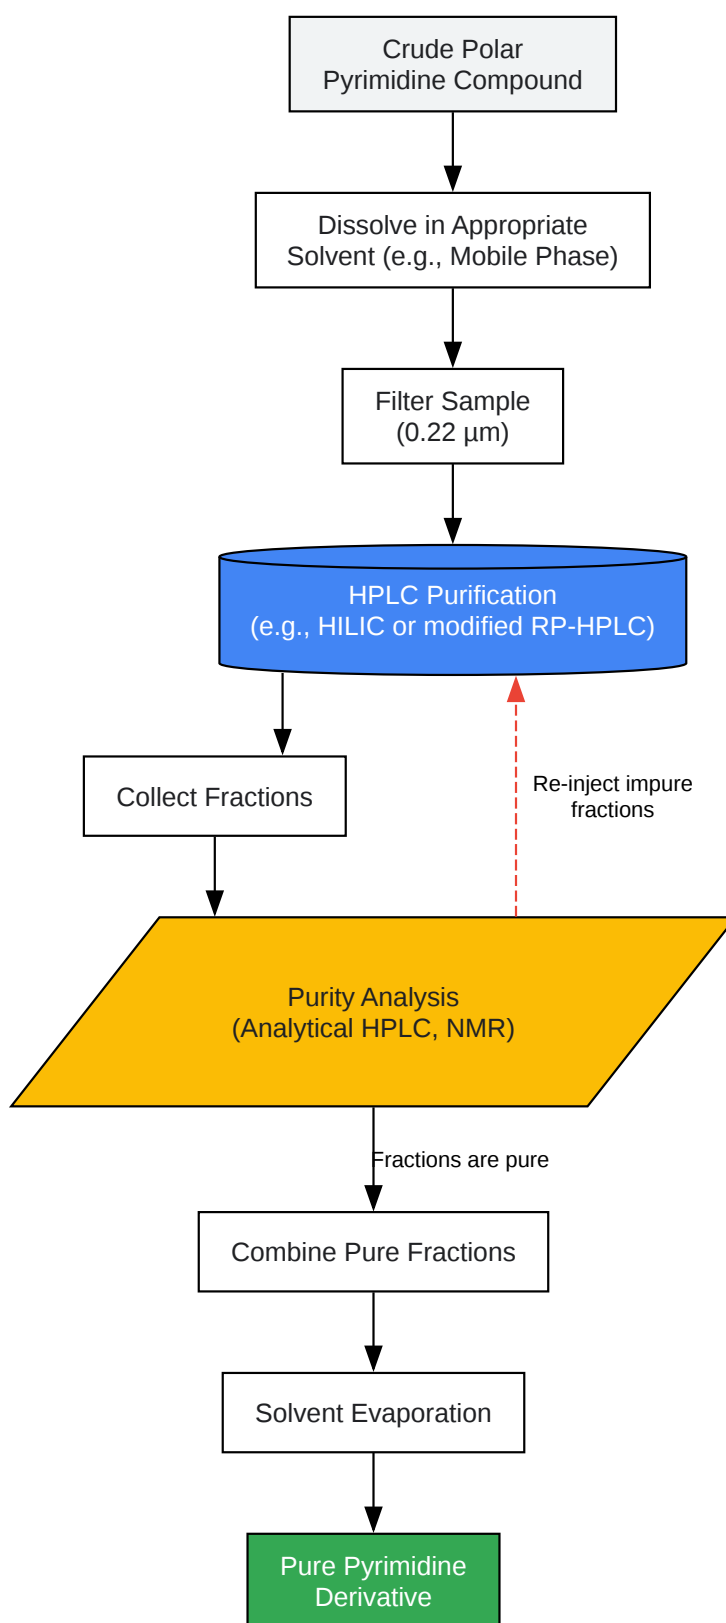 Crude Polar
Pyrimidine Compound
Dissolve in Appropriate
Solvent (e.g., Mobile Phase)
Filter Sample
(0.22 µm)
HPLC Purification
(e.g., HILIC or modified RP-HPLC)
Collect Fractions
Re-inject impure
fractions
Purity Analysis
(Analytical HPLC, NMR)
Fractions are pure
Combine Pure Fractions
Solvent Evaporation
Pure Pyrimidine
Derivative